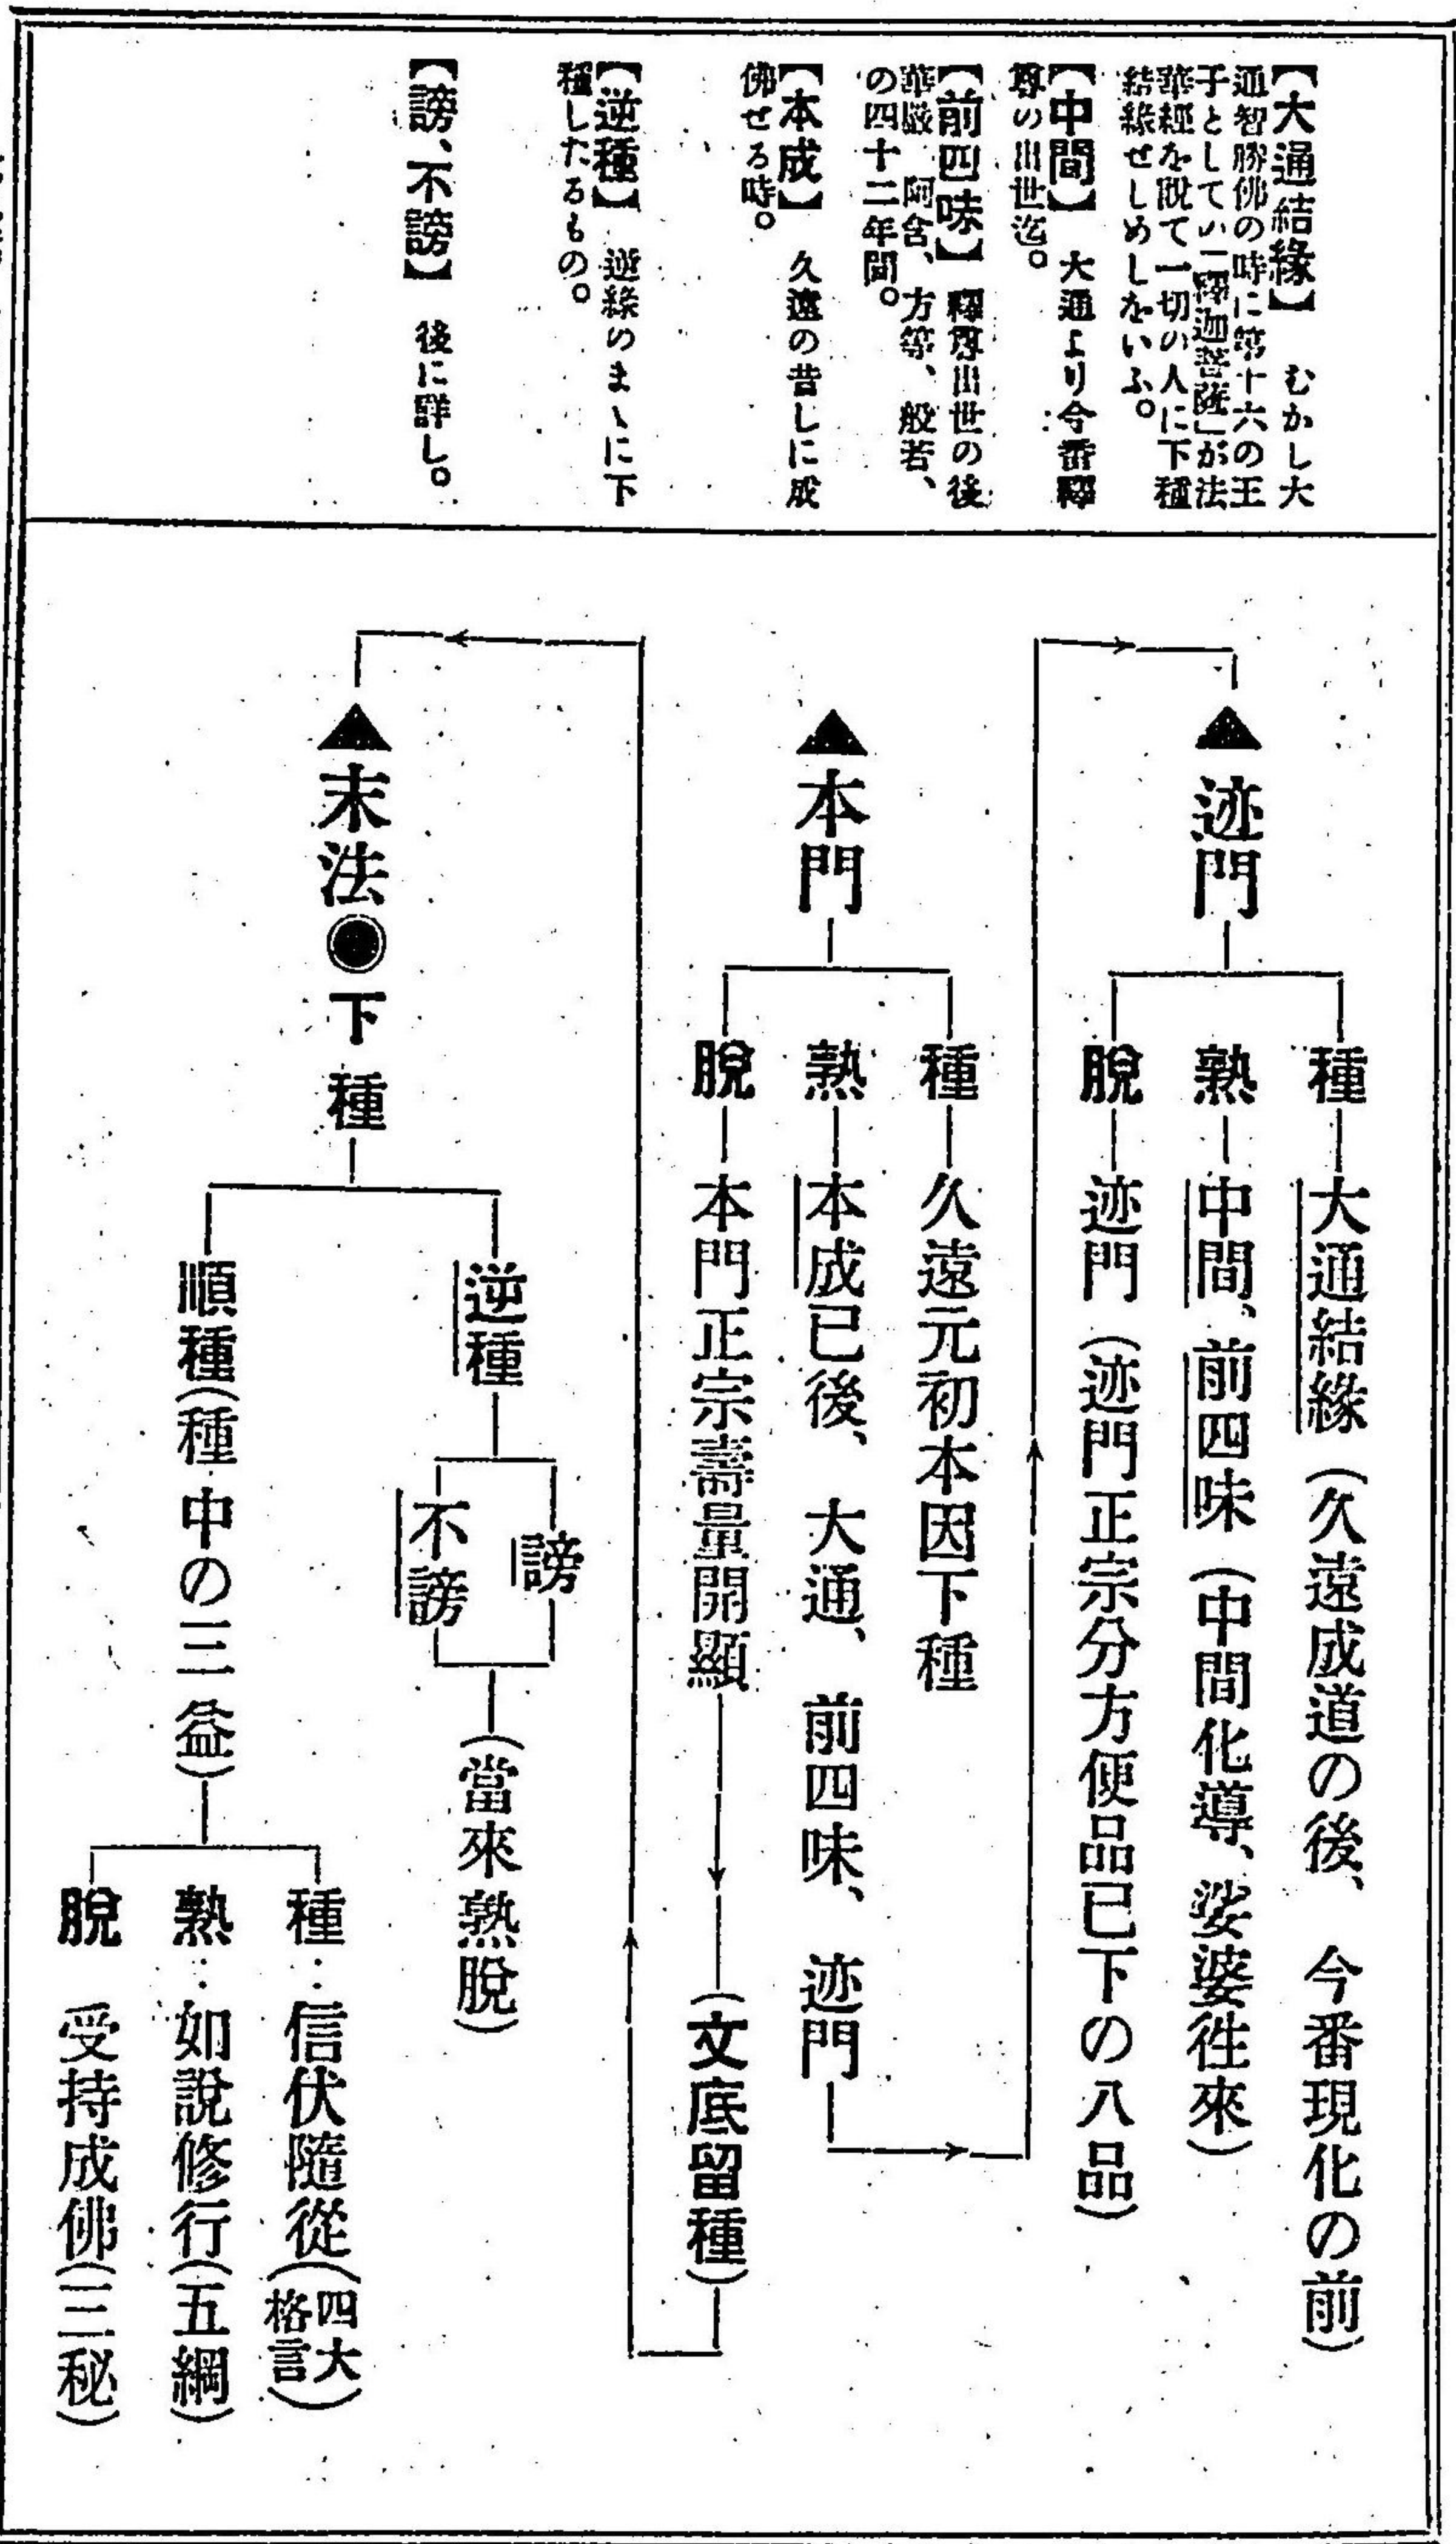 【大通結緣】　むかし大
通智勝佛の時に第十六の王
子としての「釋迦菩薩」が法
華經を說て一切の人に下種
結緣せしめしをいふ。
【中間】　大通より今番釋
尊の出世迄。
【前四味】　釋尊出世の後
華嚴、阿含、方等、般若、
の四十二年間。
【本成】　久遠の昔しに成
佛せる時。
【逆種】　逆緣のまゝに下
種したるもの。
【謗、不謗】　後に詳し。
▲迹門
種―大通結緣（久遠成道の後、今番現化の前）
熟―中間、前四味（中間化導、娑婆往來）
脫―迹門（迹門正宗分方便品已下の八品）
▲本門
種―久遠元初本因下種
熟―本成已後、大通、前四味、迹門
脫―本門正宗壽量開顯→（文底留種）
▲末法◉下種
逆種
謗
不謗
（當來熟脫）
順種（種中の三益）
種：信伏隨從（四大格言）
熟：如說修行（五綱）
脫　受持成佛（三秘）